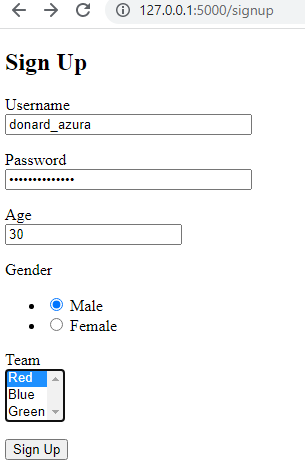 127.0.0.1:5000/signup
Sign Up
Username
donard_azura
Password
••••••••••••••
Age
30
Gender
Male
Female
Team
Red
Blue
Green
Sign Up